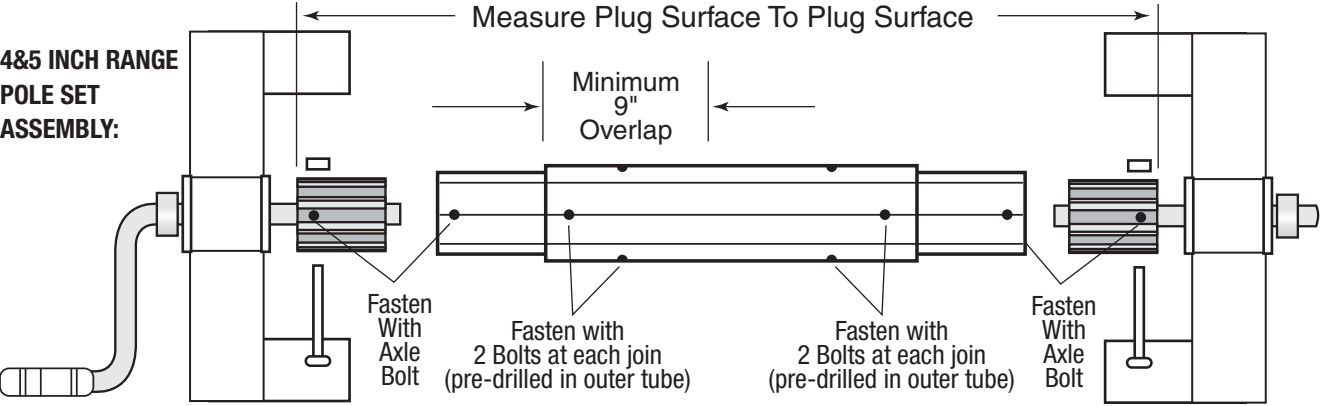 Measure Plug Surface To Plug Surface
4&5 INCH RANGE
POLE SET
ASSEMBLY:
Minimum
9"
Overlap
Fasten
With
Axle
Bolt
Fasten with
2 Bolts at each join
(pre-drilled in outer tube)
Fasten with
2 Bolts at each join
(pre-drilled in outer tube)
Fasten
With
Axle
Bolt